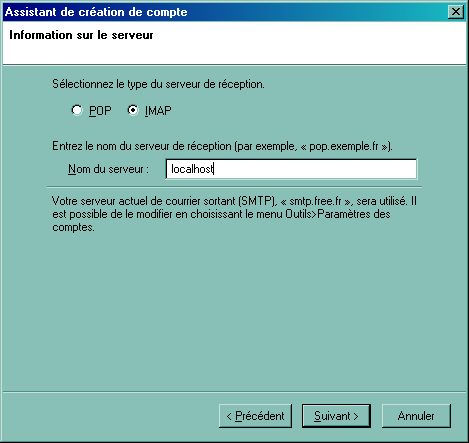 Assistant de création de compte
Information sur le serveur
Sélectionnez le type du serveur de réception.
POP IMAP
Entrez le nom du serveur de réception (par exemple, « pop.exemple.fr »).
Nom du serveur : localhost
Votre serveur actuel de courrier sortant (SMTP), « smtp.free.fr », sera utilisé. Il
est possible de le modifier en choisissant le menu Outils>Paramètres des
comptes.
< Précédent Suivant > Annuler